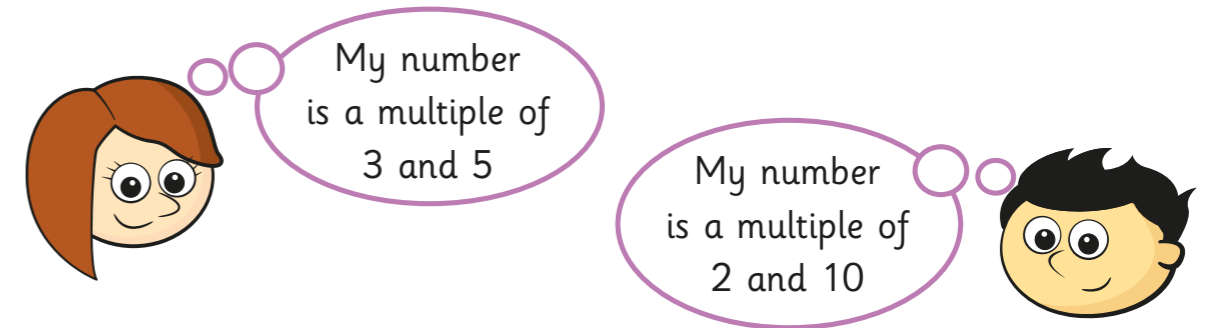 My number
is a multiple of
3 and 5
My number
is a multiple of
2 and 10